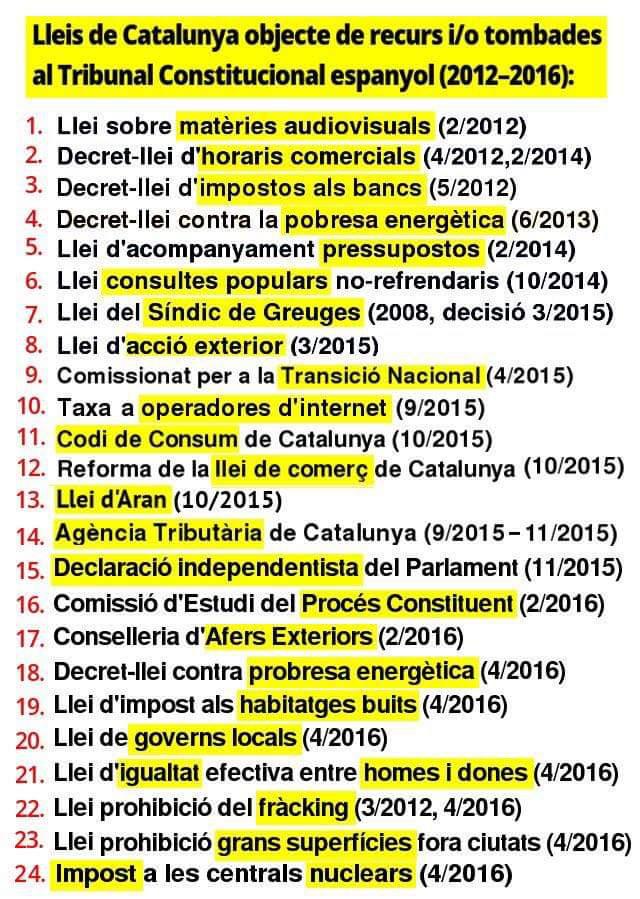 Lleis de Catalunya objecte de recurs i/o tombades
al Tribunal Constitucional espanyol (2012–2016):
1. Llei sobre matèries audiovisuals (2/2012)
2. Decret-llei d'horaris comercials (4/2012,2/2014)
3. Decret-llei d'impostos als bancs (5/2012)
4. Decret-llei contra la pobresa energètica (6/2013)
5. Llei d'acompanyament pressupostos (2/2014)
6. Llei consultes populars no-refrendaris (10/2014)
7. Llei del Síndic de Greuges (2008, decisió 3/2015)
8. Llei d'acció exterior (3/2015)
9. Comissionat per a la Transició Nacional (4/2015)
10. Taxa a operadores d'internet (9/2015)
11. Codi de Consum de Catalunya (10/2015)
12. Reforma de la llei de comerç de Catalunya (10/2015)
13. Llei d'Aran (10/2015)
14. Agència Tributària de Catalunya (9/2015–11/2015)
15. Declaració independentista del Parlament (11/2015)
16. Comissió d'Estudi del Procés Constituent (2/2016)
17. Conselleria d'Afers Exteriors (2/2016)
18. Decret-llei contra probresa energètica (4/2016)
19. Llei d'impost als habitatges buits (4/2016)
20. Llei de governs locals (4/2016)
21. Llei d'igualtat efectiva entre homes i dones (4/2016)
22. Llei prohibició del fràcking (3/2012, 4/2016)
23. Llei prohibició grans superfícies fora ciutats (4/2016)
24. Impost a les centrals nuclears (4/2016)